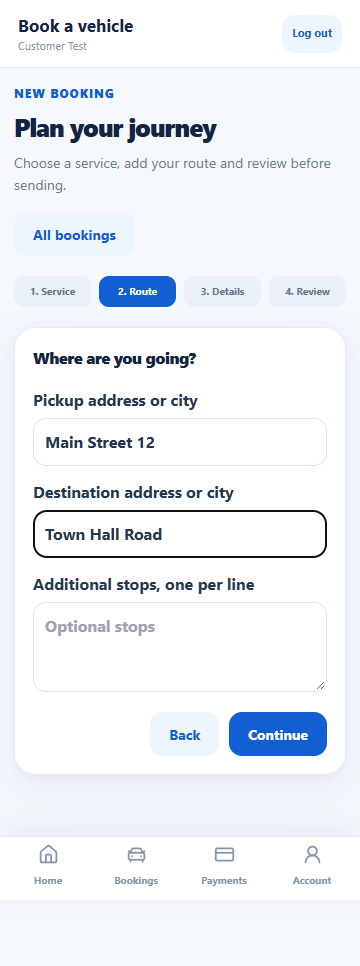 Book a vehicle
Customer Test
Log out
NEW BOOKING
Plan your journey
Choose a service, add your route and review before
sending.
All bookings
1. Service
2. Route
3. Details
4. Review
Where are you going?
Pickup address or city
Main Street 12
Destination address or city
Town Hall Road
Additional stops, one per line
Optional stops
Back
Continue
Home
Bookings
Payments
Account